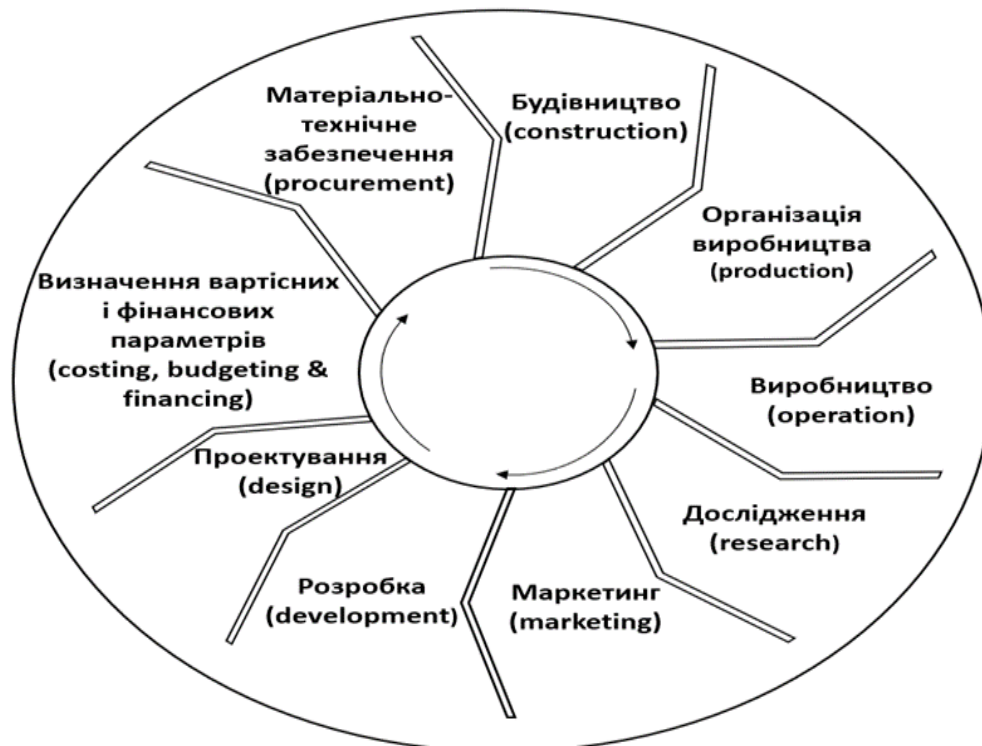 Матеріально-
технічне
забезпечення
(procurement)
Будівництво
(construction)
Організація
виробництва
(production)
Визначення вартісних
і фінансових
параметрів
(costing, budgeting &
financing)
Виробництво
(operation)
Проектування
(design)
Дослідження
(research)
Розробка
(development)
Маркетинг
(marketing)